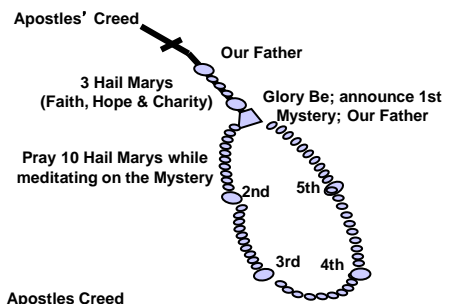 Apostles' Creed
Our Father
3 Hail Marys
(Faith, Hope & Charity)
Glory Be; announce 1st
Mystery; Our Father
Pray 10 Hail Marys while
meditating on the Mystery
2nd
5th
3rd
4th
Apostles Creed